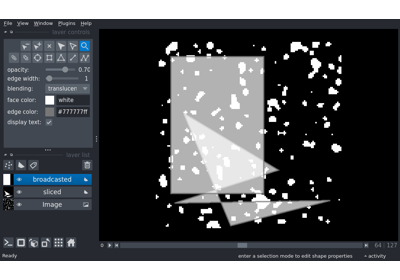 File View Window Plugins Help
layer controls
opacity: 0.70
edge width: 1
blending: translucen
face color: white
edge color: #777777ff
display text:
layer list
broadcasted
sliced
Image
0 64 127
Ready enter a selection mode to edit shape properties activity